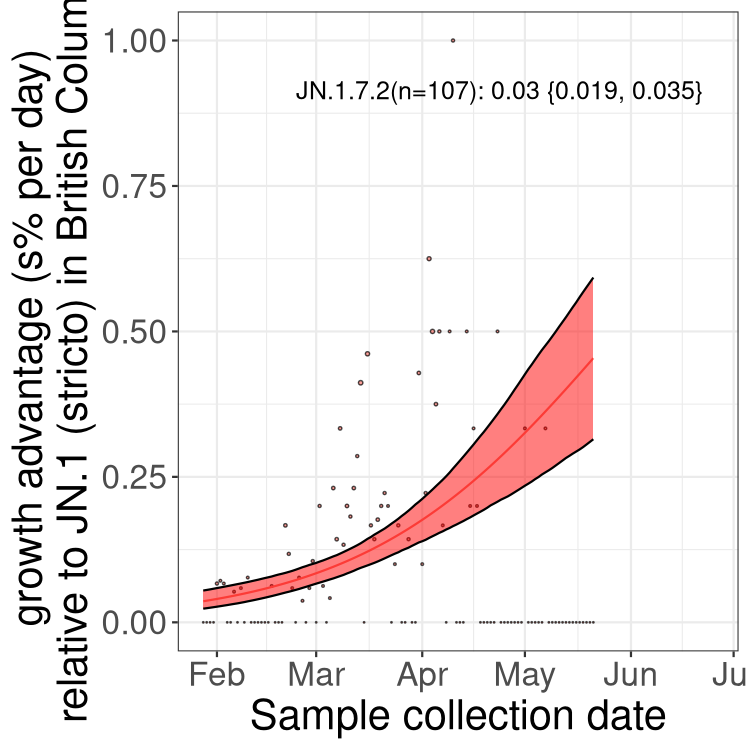 growth advantage (s% per day)
relative to JN.1 (stricto) in British Colum
1.00
0.75
0.50
0.25
0.00
JN.1.7.2(n=107): 0.03 {0.019, 0.035}
Feb Mar Apr May Jun Ju
Sample collection date